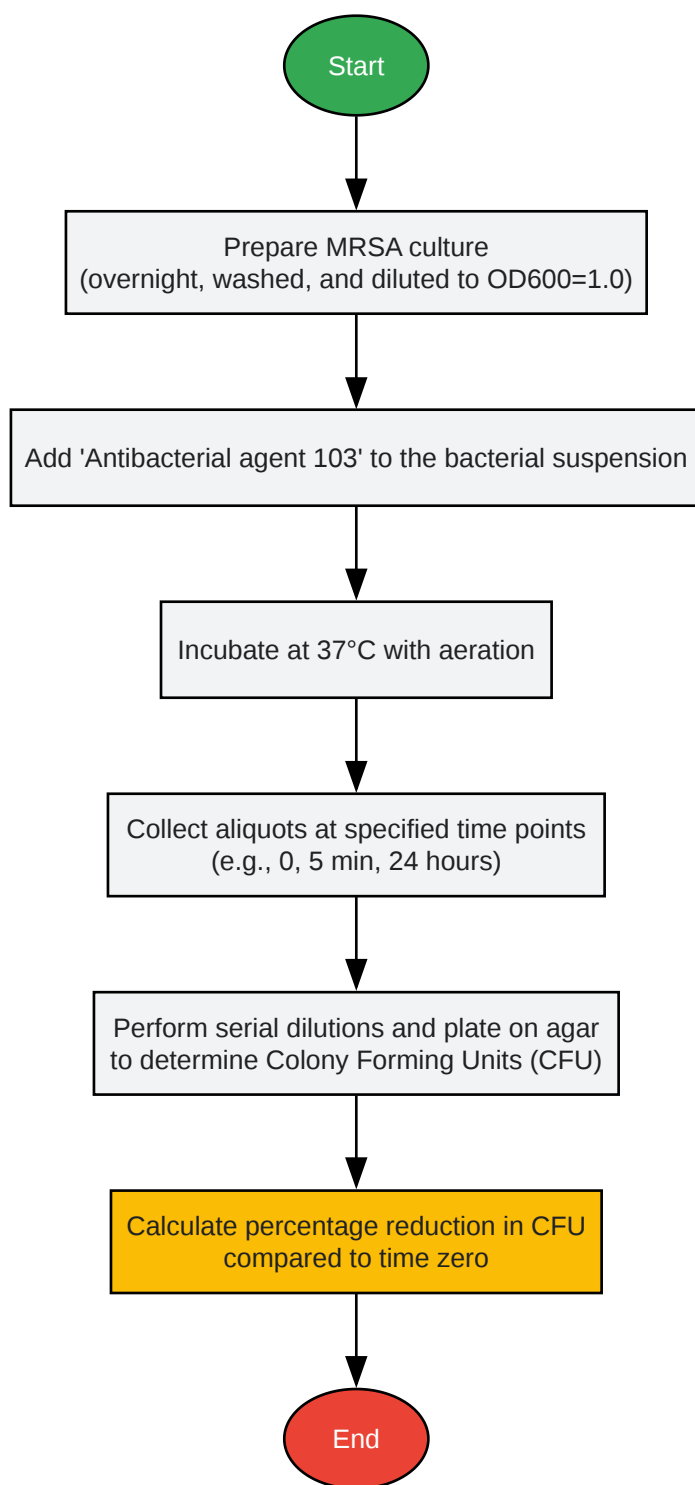 Start
Prepare MRSA culture
(overnight, washed, and diluted to OD600=1.0)
Add 'Antibacterial agent 103' to the bacterial suspension
Incubate at 37°C with aeration
Collect aliquots at specified time points
(e.g., 0, 5 min, 24 hours)
Perform serial dilutions and plate on agar
to determine Colony Forming Units (CFU)
Calculate percentage reduction in CFU
compared to time zero
End